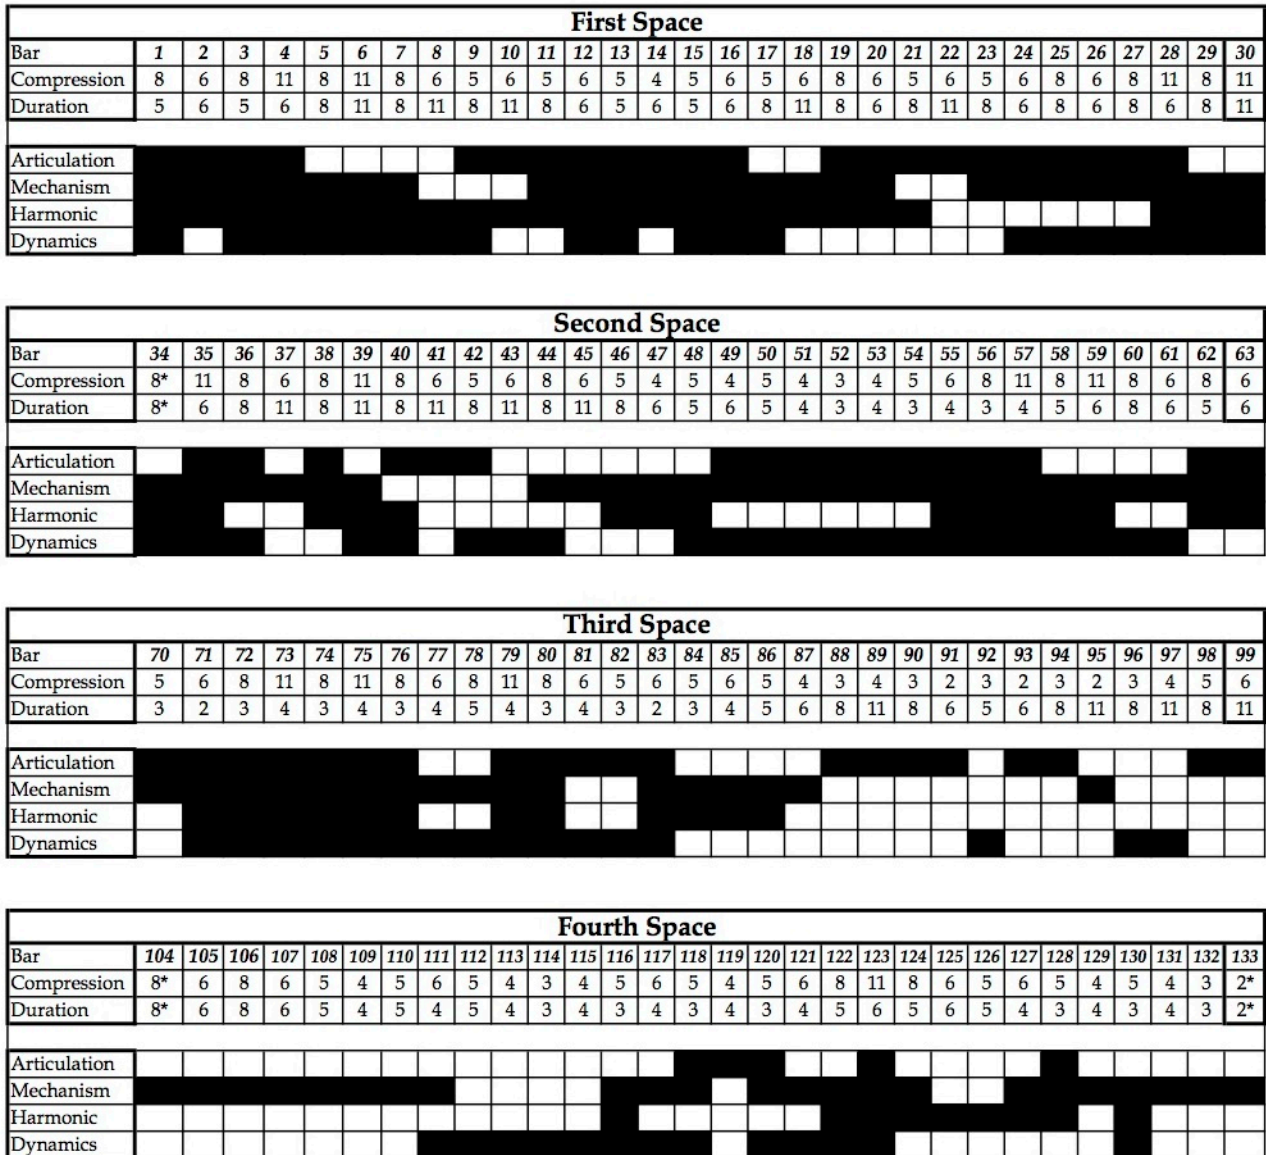 First Space
Bar 1 2 3 4 5 6 7 8 9 10 11 12 13 14 15 16 17 18 19 20 21 22 23 24 25 26 27 28 29 30
Compression 8 6 8 11 8 11 8 6 5 6 5 6 5 4 5 6 5 6 8 6 5 6 5 6 8 6 8 11 8 11
Duration 5 6 5 6 8 11 8 11 8 11 8 6 5 6 5 6 8 11 8 6 8 11 8 6 8 6 8 6 8 11
Articulation
Mechanism
Harmonic
Dynamics
Second Space
Bar 34 35 36 37 38 39 40 41 42 43 44 45 46 47 48 49 50 51 52 53 54 55 56 57 58 59 60 61 62 63
Compression 8* 11 8 6 8 11 8 6 5 6 8 6 5 4 5 4 5 4 3 4 5 6 8 11 8 11 8 6 8 6
Duration 8* 6 8 11 8 11 8 11 8 11 8 11 8 6 5 6 5 4 3 4 3 4 3 4 5 6 8 6 5 6
Articulation
Mechanism
Harmonic
Dynamics
Third Space
Bar 70 71 72 73 74 75 76 77 78 79 80 81 82 83 84 85 86 87 88 89 90 91 92 93 94 95 96 97 98 99
Compression 5 6 8 11 8 11 8 6 8 11 8 6 5 6 5 6 5 4 3 4 3 2 3 2 3 2 3 4 5 6
Duration 3 2 3 4 3 4 3 4 5 4 3 4 3 2 3 4 5 6 8 11 8 6 5 6 8 11 8 11 8 11
Articulation
Mechanism
Harmonic
Dynamics
Fourth Space
Bar 104 105 106 107 108 109 110 111 112 113 114 115 116 117 118 119 120 121 122 123 124 125 126 127 128 129 130 131 132 133
Compression 8* 6 8 6 5 4 5 6 5 4 3 4 5 6 5 4 5 6 8 11 8 6 5 6 5 4 5 4 3 2*
Duration 8* 6 8 6 5 4 5 4 5 4 3 4 3 4 3 4 3 4 5 6 5 6 5 4 3 4 3 4 3 2*
Articulation
Mechanism
Harmonic
Dynamics